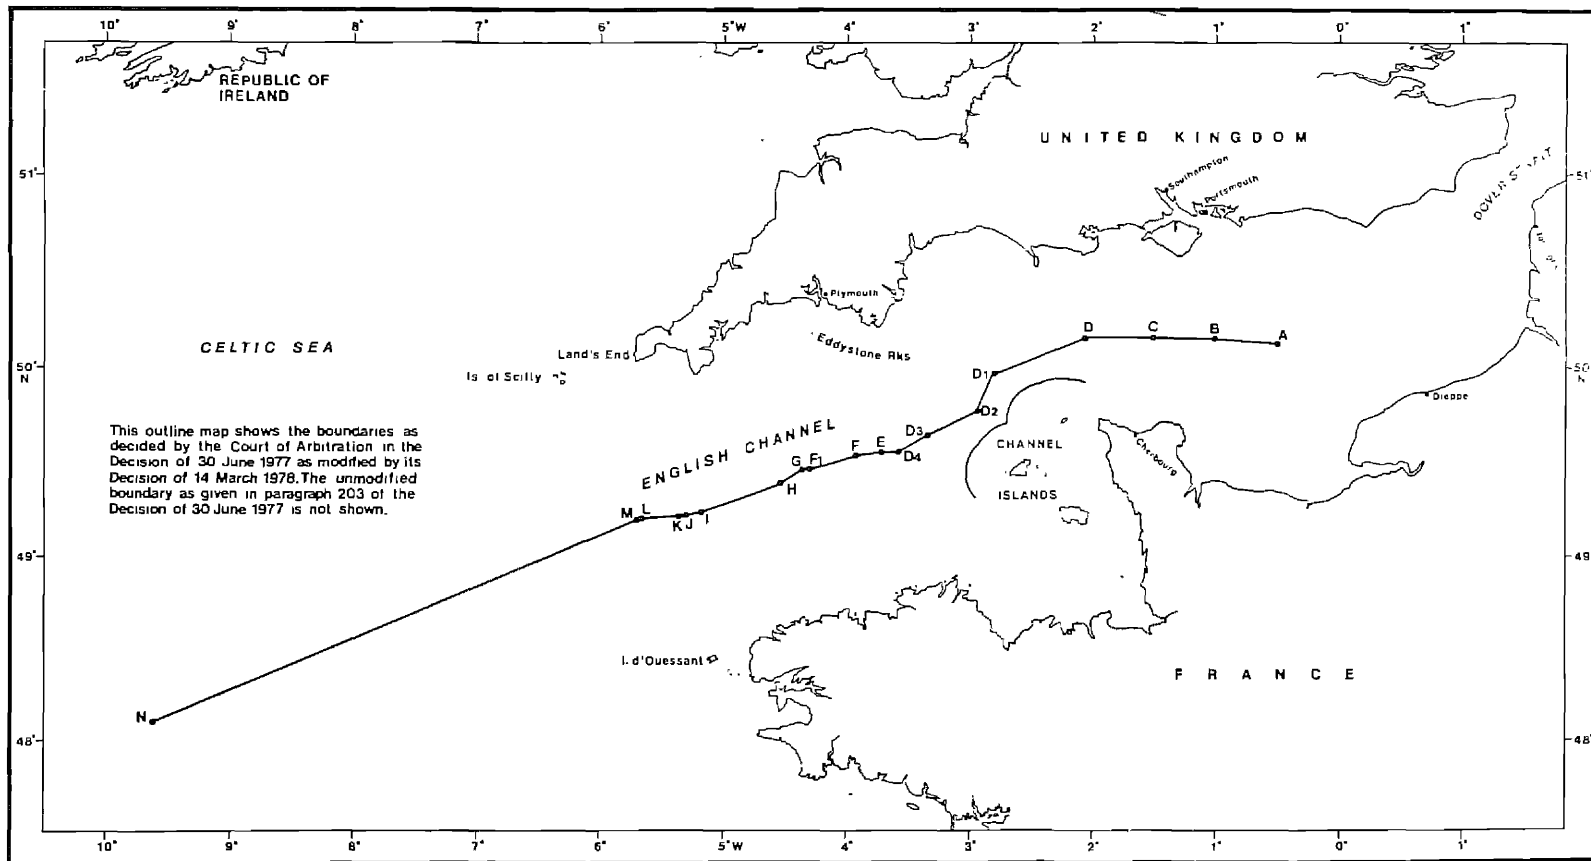 10° 9° 8° 7° 6° 5°W 4° 3° 2° 1° 0° 1°
REPUBLIC OF
IRELAND
UNITED KINGDOM
51°
51°
Southampton
Portsmouth
Plymouth
Eddystone Rks
CELTIC SEA
Land's End
Is of Scilly
50°
N
50°
N
D C B A
D1
D2
D3
D4
Dieppe
This outline map shows the boundaries as
decided by the Court of Arbitration in the
Decision of 30 June 1977 as modified by its
Decision of 14 March 1978. The unmodified
boundary as given in paragraph 203 of the
Decision of 30 June 1977 is not shown.
ENGLISH CHANNEL
CHANNEL
ISLANDS
Cherbourg
G F1 F E
H
M L
K J I
49°
49
I. d'Ouessant
FRANCE
N
48°
48°
10° 9° 8° 7° 6° 5°W 4° 3° 2° 1° 0° 1°